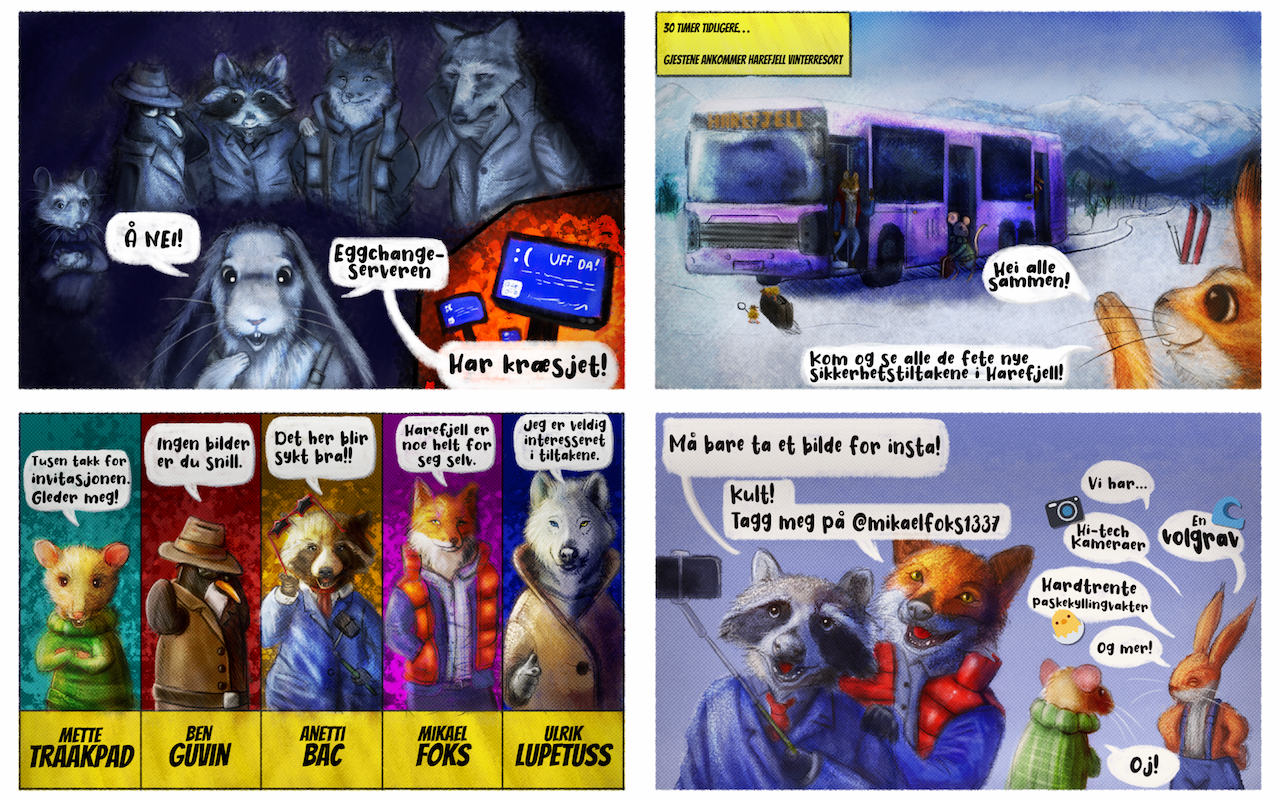 Å NEI!
Eggchange-
serveren
:( UFF DA!
Har kræsjet!
30 TIMER TIDLIGERE...
GJESTENE ANKOMMER HAREFJELL VINTERRESORT
HAREFJELL
Hei alle
sammen!
Kom og se alle de fete nye
sikkerhetstiltakene i Harefjell!
Tusen takk for
invitasjonen.
Gleder meg!
METTE
TRAAKPAD
Ingen bilder
er du snill.
BEN
GUVIN
Det her blir
sykt bra!!
ANETTI
BAC
Harefjell er
noe helt for
seg selv.
MIKAEL
FOKS
Jeg er veldig
interesseret
i tiltakene.
ULRIK
LUPETUSS
Må bare ta et bilde for insta!
Kult!
Tagg meg på @mikaelfoks1337
Vi har...
Hi-tech
Kameraer
En
volgrav
Hardtrente
påskekyllingvakter
Og mer!
Oj!